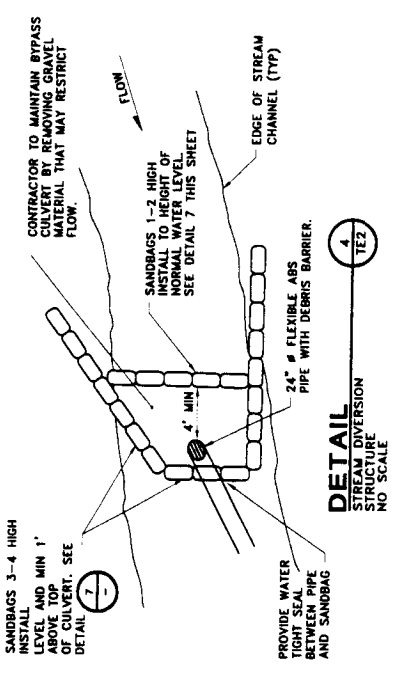 CONTRACTOR TO MAINTAIN BYPASS
CULVERT BY REMOVING GRAVEL
MATERIAL THAT MAY RESTRICT
FLOW.
FLOW
SANDBAGS 1-2 HIGH
INSTALL TO HEIGHT OF
NORMAL WATER LEVEL.
SEE DETAIL 7 THIS SHEET
EDGE OF STREAM
CHANNEL (TYP)
SANDBAGS 3-4 HIGH
INSTALL
LEVEL AND MIN 1'
ABOVE TOP
OF CULVERT. SEE
DETAIL
7
-
4' MIN
24" ø FLEXIBLE ABS
PIPE WITH DEBRIS BARRIER.
PROVIDE WATER
TIGHT SEAL
BETWEEN PIPE
AND SANDBAG
DETAIL
STREAM DIVERSION
STRUCTURE
NO SCALE
4
TE2